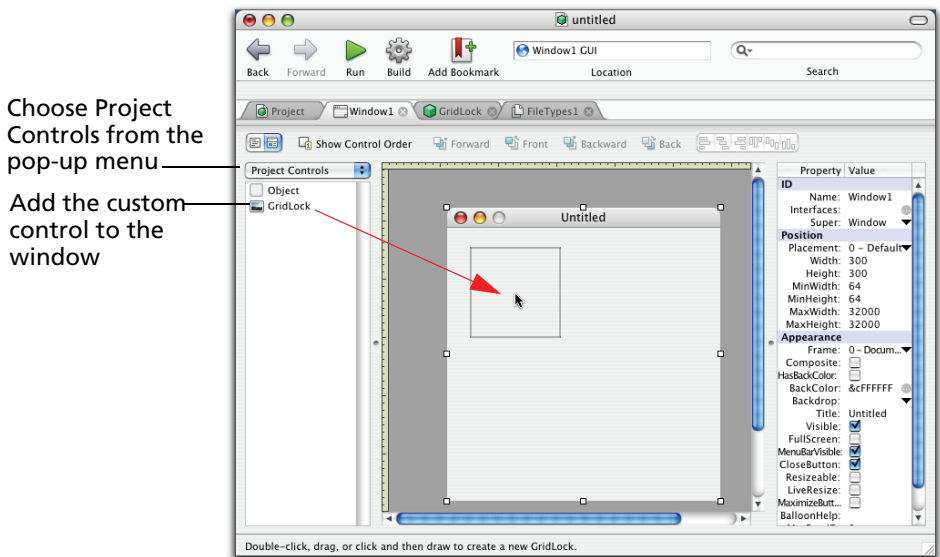 untitled
Window1 GUI
Back Forward Run Build Add Bookmark Location Search
Project Window1 GridLock FileTypes1
Choose Project
Controls from the
pop-up menu
Add the custom
control to the
window
Show Control Order Forward Front Backward Back
Project Controls
Object
GridLock
Untitled
Property Value
ID
Name: Window1
Interfaces:
Super: Window
Position
Placement: 0 – Default
Width: 300
Height: 300
MinWidth: 64
MinHeight: 64
MaxWidth: 32000
MaxHeight: 32000
Appearance
Frame: 0 – Docum...
Composite:
HasBackColor:
BackColor: &cFFFFFF
Backdrop:
Title: Untitled
Visible:
FullScreen:
MenuBarVisible:
CloseButton:
Resizeable:
LiveResize:
MaximizeButt...
BalloonHelp:
Double-click, drag, or click and then draw to create a new GridLock.